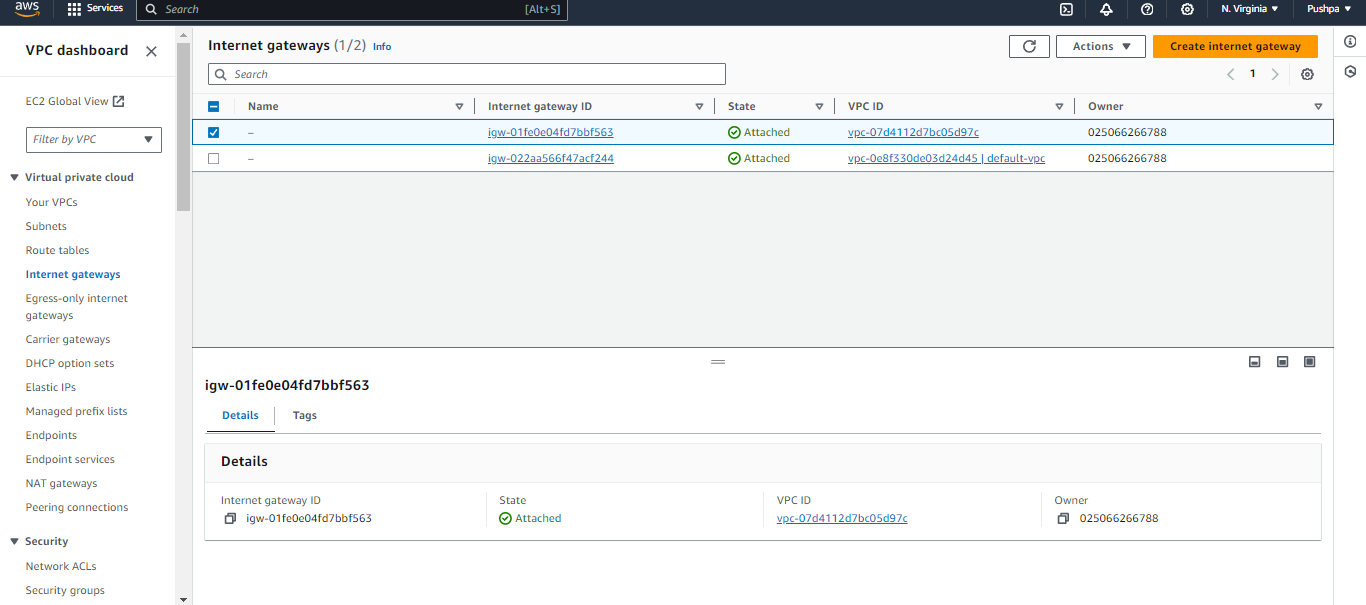 aws Services Search [Alt+S] N. Virginia Pushpa
VPC dashboard
EC2 Global View
Filter by VPC
Virtual private cloud
Your VPCs
Subnets
Route tables
Internet gateways
Egress-only internet
gateways
Carrier gateways
DHCP option sets
Elastic IPs
Managed prefix lists
Endpoints
Endpoint services
NAT gateways
Peering connections
Security
Network ACLs
Security groups
Internet gateways (1/2) Info
Actions Create internet gateway
Search
1
Name Internet gateway ID State VPC ID Owner
– igw-01fe0e04fd7bbf563 Attached vpc-07d4112d7bc05d97c 025066266788
– igw-022aa566f47acf244 Attached vpc-0e8f330de03d24d45 | default-vpc 025066266788
igw-01fe0e04fd7bbf563
Details Tags
Details
Internet gateway ID State VPC ID Owner
igw-01fe0e04fd7bbf563 Attached vpc-07d4112d7bc05d97c 025066266788